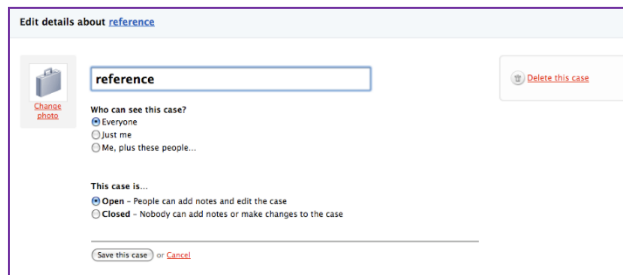 Edit details about reference
reference
Delete this case
Change
photo
Who can see this case?
Everyone
Just me
Me, plus these people...
This case is...
Open – People can add notes and edit the case
Closed – Nobody can add notes or make changes to the case
Save this case or Cancel